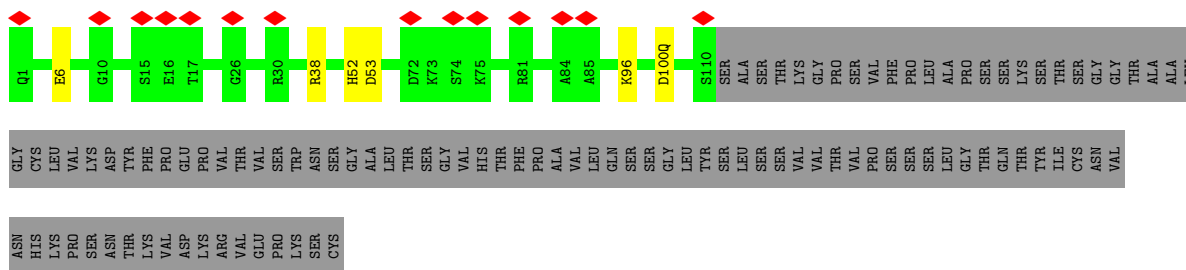 Q1 E6 G10 S15 E16 T17 G26 R30 R38 H52 D53 D72 K73 S74 K75 R81 A84 A85 K96 D100Q S110 SER ALA SER THR LYS GLY PRO SER VAL PHE PRO LEU ALA PRO SER SER LYS SER THR SER GLY GLY THR ALA ALA LEU
GLY CYS LEU VAL LYS ASP TYR PHE PRO GLU PRO VAL THR VAL SER TRP ASN SER GLY ALA LEU THR SER GLY VAL HIS THR PHE PRO ALA VAL LEU GLN SER SER GLY LEU TYR SER LEU SER SER VAL VAL THR VAL PRO SER SER SER LEU GLY THR GLN THR TYR ILE CYS ASN VAL
ASN HIS LYS PRO SER ASN THR LYS VAL ASP LYS ARG VAL GLU PRO LYS SER CYS